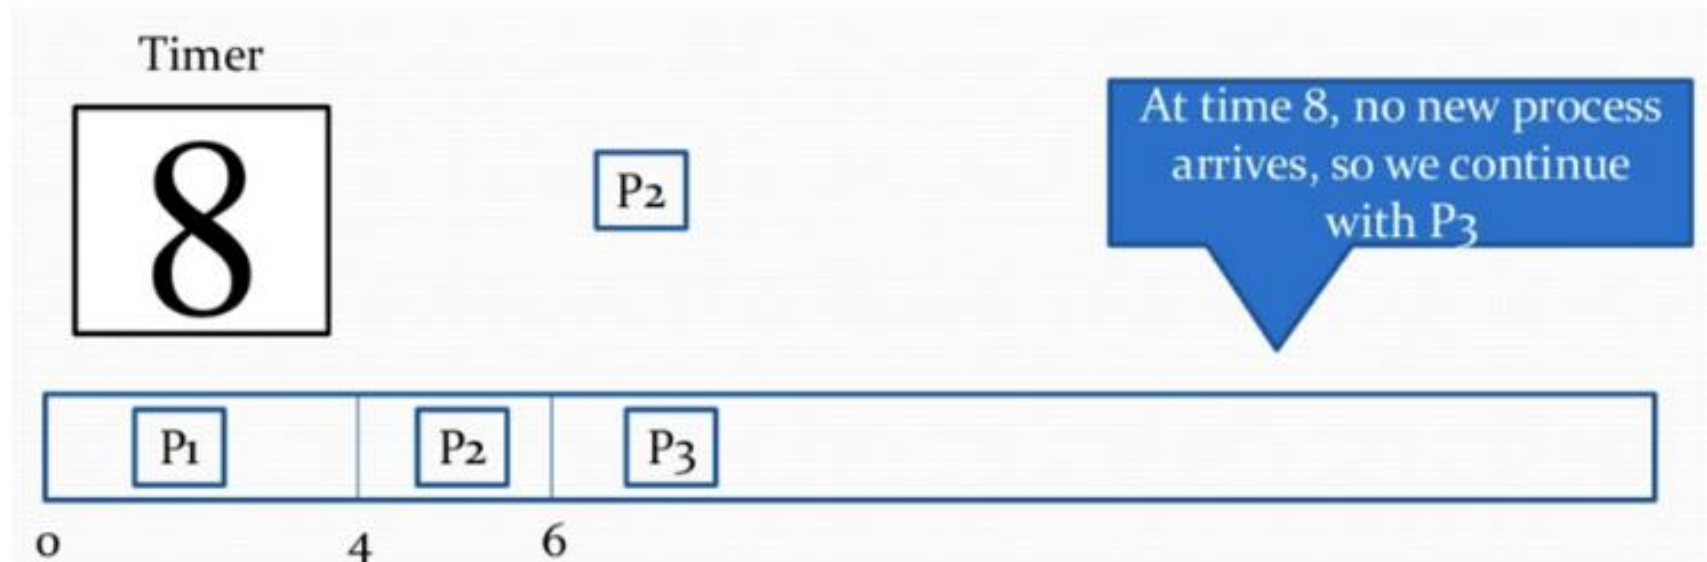 Timer
8
P2
At time 8, no new process
arrives, so we continue
with P3
P1
P2
P3
0
4
6